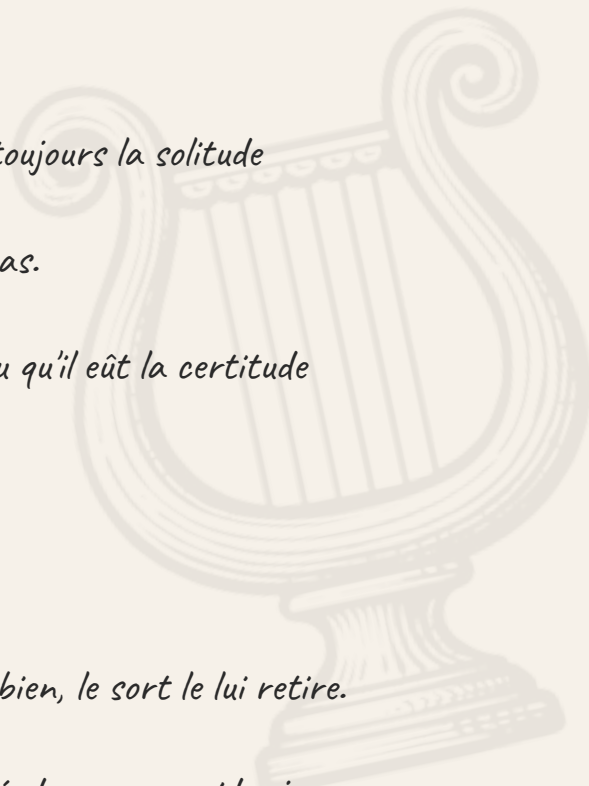 toujours la solitude
as.
u qu'il eût la certitude
bien, le sort le lui retire.